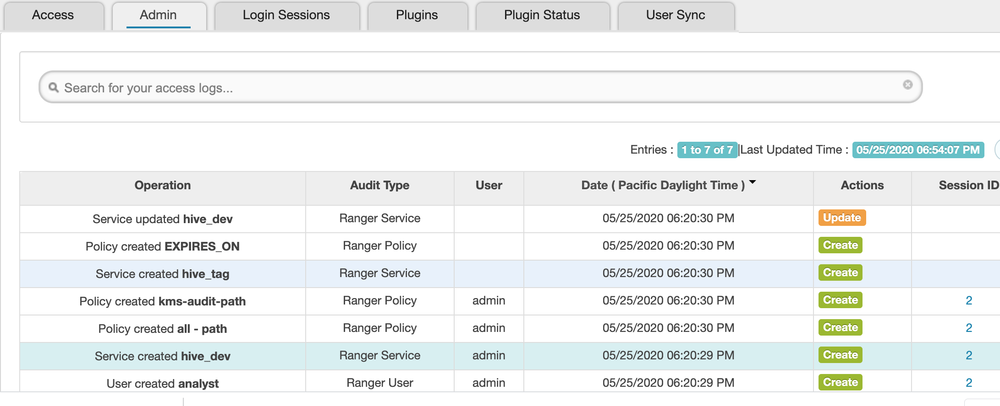 Access Admin Login Sessions Plugins Plugin Status User Sync
Search for your access logs...
Entries : 1 to 7 of 7 |Last Updated Time : 05/25/2020 06:54:07 PM
Operation Audit Type User Date ( Pacific Daylight Time ) Actions Session ID
Service updated hive_dev Ranger Service 05/25/2020 06:20:30 PM Update
Policy created EXPIRES_ON Ranger Policy 05/25/2020 06:20:30 PM Create
Service created hive_tag Ranger Service 05/25/2020 06:20:30 PM Create
Policy created kms-audit-path Ranger Policy admin 05/25/2020 06:20:30 PM Create 2
Policy created all - path Ranger Policy admin 05/25/2020 06:20:30 PM Create 2
Service created hive_dev Ranger Service admin 05/25/2020 06:20:29 PM Create 2
User created analyst Ranger User admin 05/25/2020 06:20:29 PM Create 2